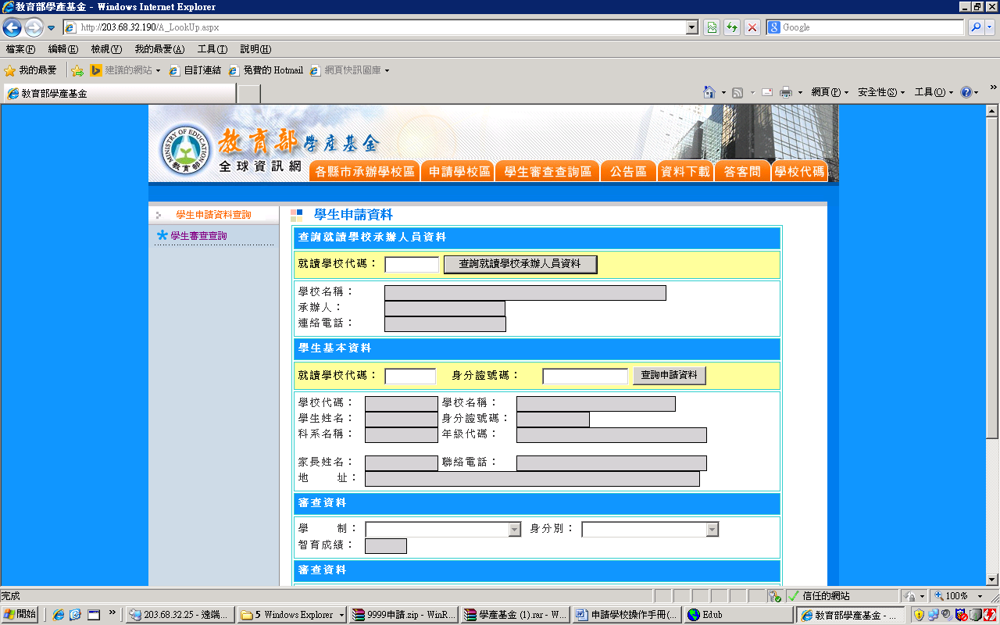 教育部學產基金 - Windows Internet Explorer
http://203.68.32.190/A_LookUp.aspx
Google
檔案(F) 編輯(E) 檢視(V) 我的最愛(A) 工具(T) 說明(H)
我的最愛 建議的網站 自訂連結 免費的 Hotmail 網頁快訊圖庫
教育部學產基金
網頁(P) 安全性(S) 工具(O)
MINISTRY OF EDUCATION
教育部
教育部學產基金
全球資訊網
各縣市承辦學校區 申請學校區 學生審查查詢區 公告區 資料下載 答客問 學校代碼
學生申請資料查詢
學生審查查詢
學生申請資料
查詢就讀學校承辦人員資料
就讀學校代碼： 查詢就讀學校承辦人員資料
學校名稱：
承辦人：
連絡電話：
學生基本資料
就讀學校代碼： 身分證號碼： 查詢申請資料
學校代碼： 學校名稱：
學生姓名： 身分證號碼：
科系名稱： 年級代碼：
家長姓名： 聯絡電話：
地 址：
審查資料
學 制： 身分別：
智育成績：
審查資料
完成
信任的網站
100%
開始
203.68.32.25 - 遠端...
5 Windows Explorer
9999申請.zip - WinR...
學產基金 (1).rar - W...
申請學校操作手冊(...
Edub
教育部學產基金 - ...